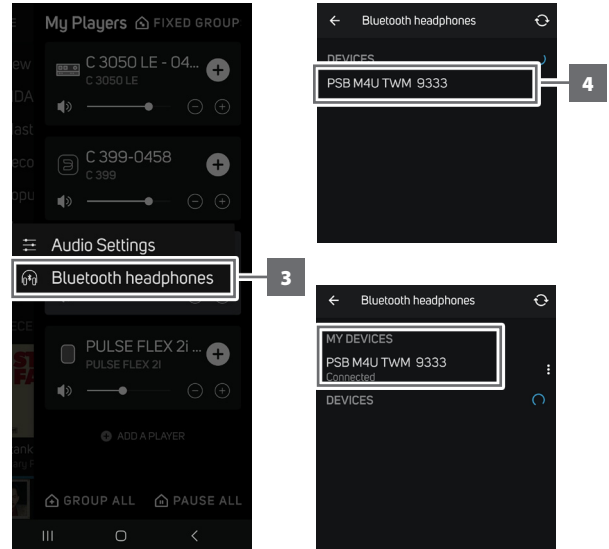 My Players FIXED GROUP
C 3050 LE - 04...
C 3050 LE
C 399-0458
C 399
Audio Settings
Bluetooth headphones
3
PULSE FLEX 2i ...
PULSE FLEX 2I
ADD A PLAYER
GROUP ALL PAUSE ALL
Bluetooth headphones
DEVICES
PSB M4U TWM 9333
4
Bluetooth headphones
MY DEVICES
PSB M4U TWM 9333
Connected
DEVICES